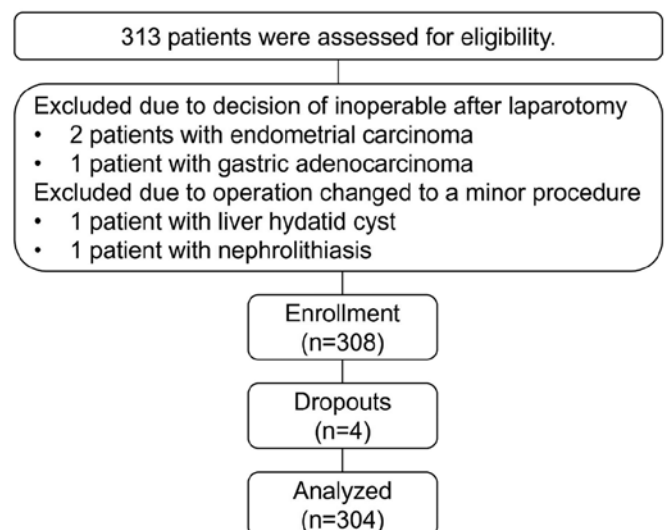 313 patients were assessed for eligibility.
Excluded due to decision of inoperable after laparotomy
• 2 patients with endometrial carcinoma
• 1 patient with gastric adenocarcinoma
Excluded due to operation changed to a minor procedure
• 1 patient with liver hydatid cyst
• 1 patient with nephrolithiasis
Enrollment
(n=308)
Dropouts
(n=4)
Analyzed
(n=304)